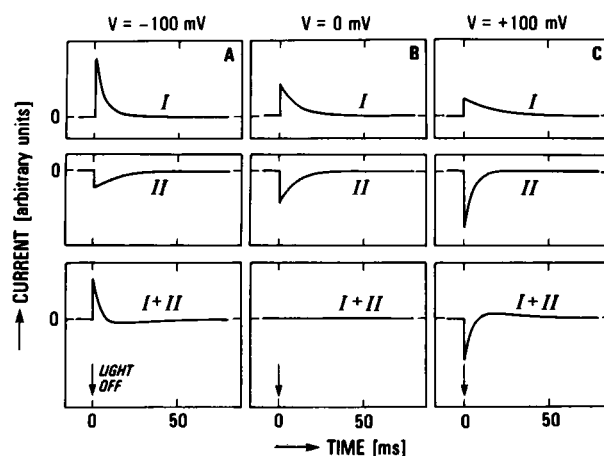 V = −100 mV V = 0 mV V = +100 mV
A B C
0 I I I
0 II II II
0 I+II I+II I+II
LIGHT
OFF
0 50 0 50 0 50
→ TIME [ms]
→ CURRENT [arbitrary units]